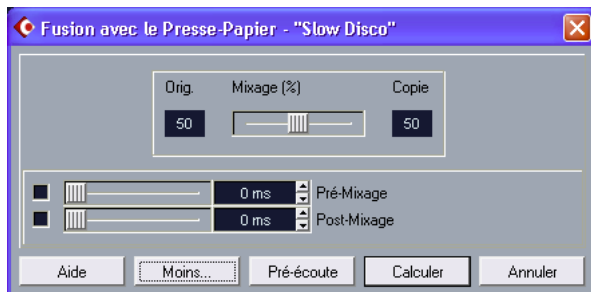 Fusion avec le Presse-Papier - "Slow Disco"
Orig. Mixage (%) Copie
50 50
0 ms Pré-Mixage
0 ms Post-Mixage
Aide Moins... Pré-écoute Calculer Annuler